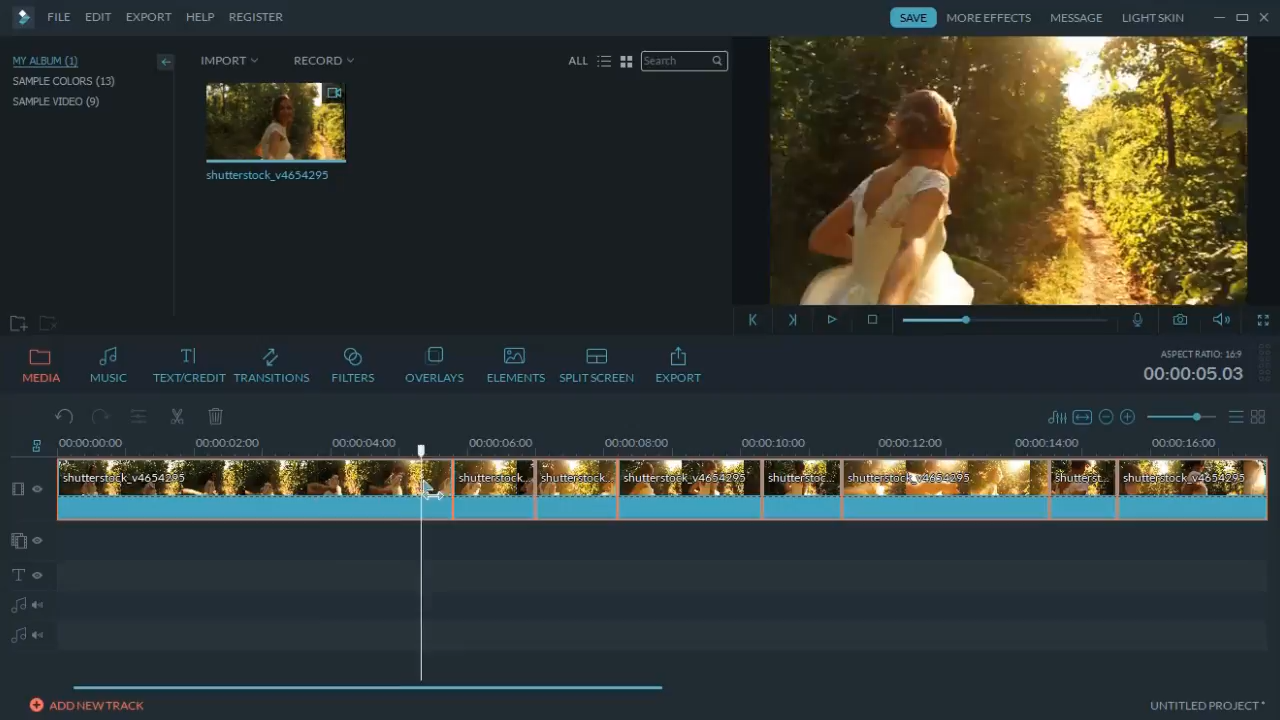 FILE EDIT EXPORT HELP REGISTER SAVE MORE EFFECTS MESSAGE LIGHT SKIN
MY ALBUM (1)
SAMPLE COLORS (13)
SAMPLE VIDEO (9)
IMPORT RECORD ALL Search
shutterstock_v4654295
MEDIA MUSIC TEXT/CREDIT TRANSITIONS FILTERS OVERLAYS ELEMENTS SPLIT SCREEN EXPORT
ASPECT RATIO: 16:9
00:00:05.03
00:00:00:00 00:00:02:00 00:00:04:00 00:00:06:00 00:00:08:00 00:00:10:00 00:00:12:00 00:00:14:00 00:00:16:00
shutterstock_v4654295 shutterstock... shutterstock... shutterstock_v4654295 shutterstoc... shutterstock_v4654295 shutterst... shutterstock_v4654295
T
ADD NEW TRACK UNTITLED PROJECT *